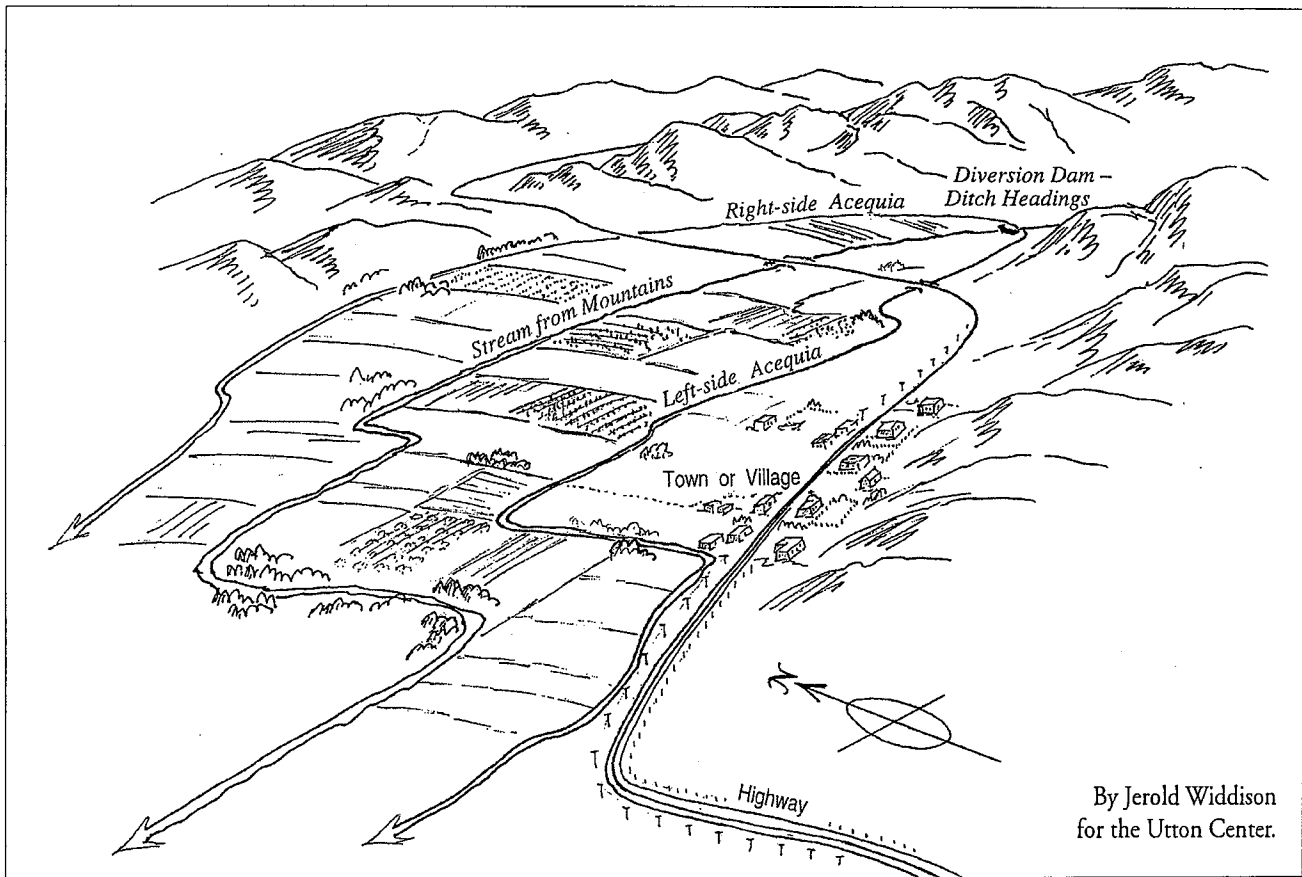 Diversion Dam –
Ditch Headings
Right-side Acequia
Stream from Mountains
Left-side Acequia
Town or Village
N
Highway
By Jerold Widdison
for the Utton Center.